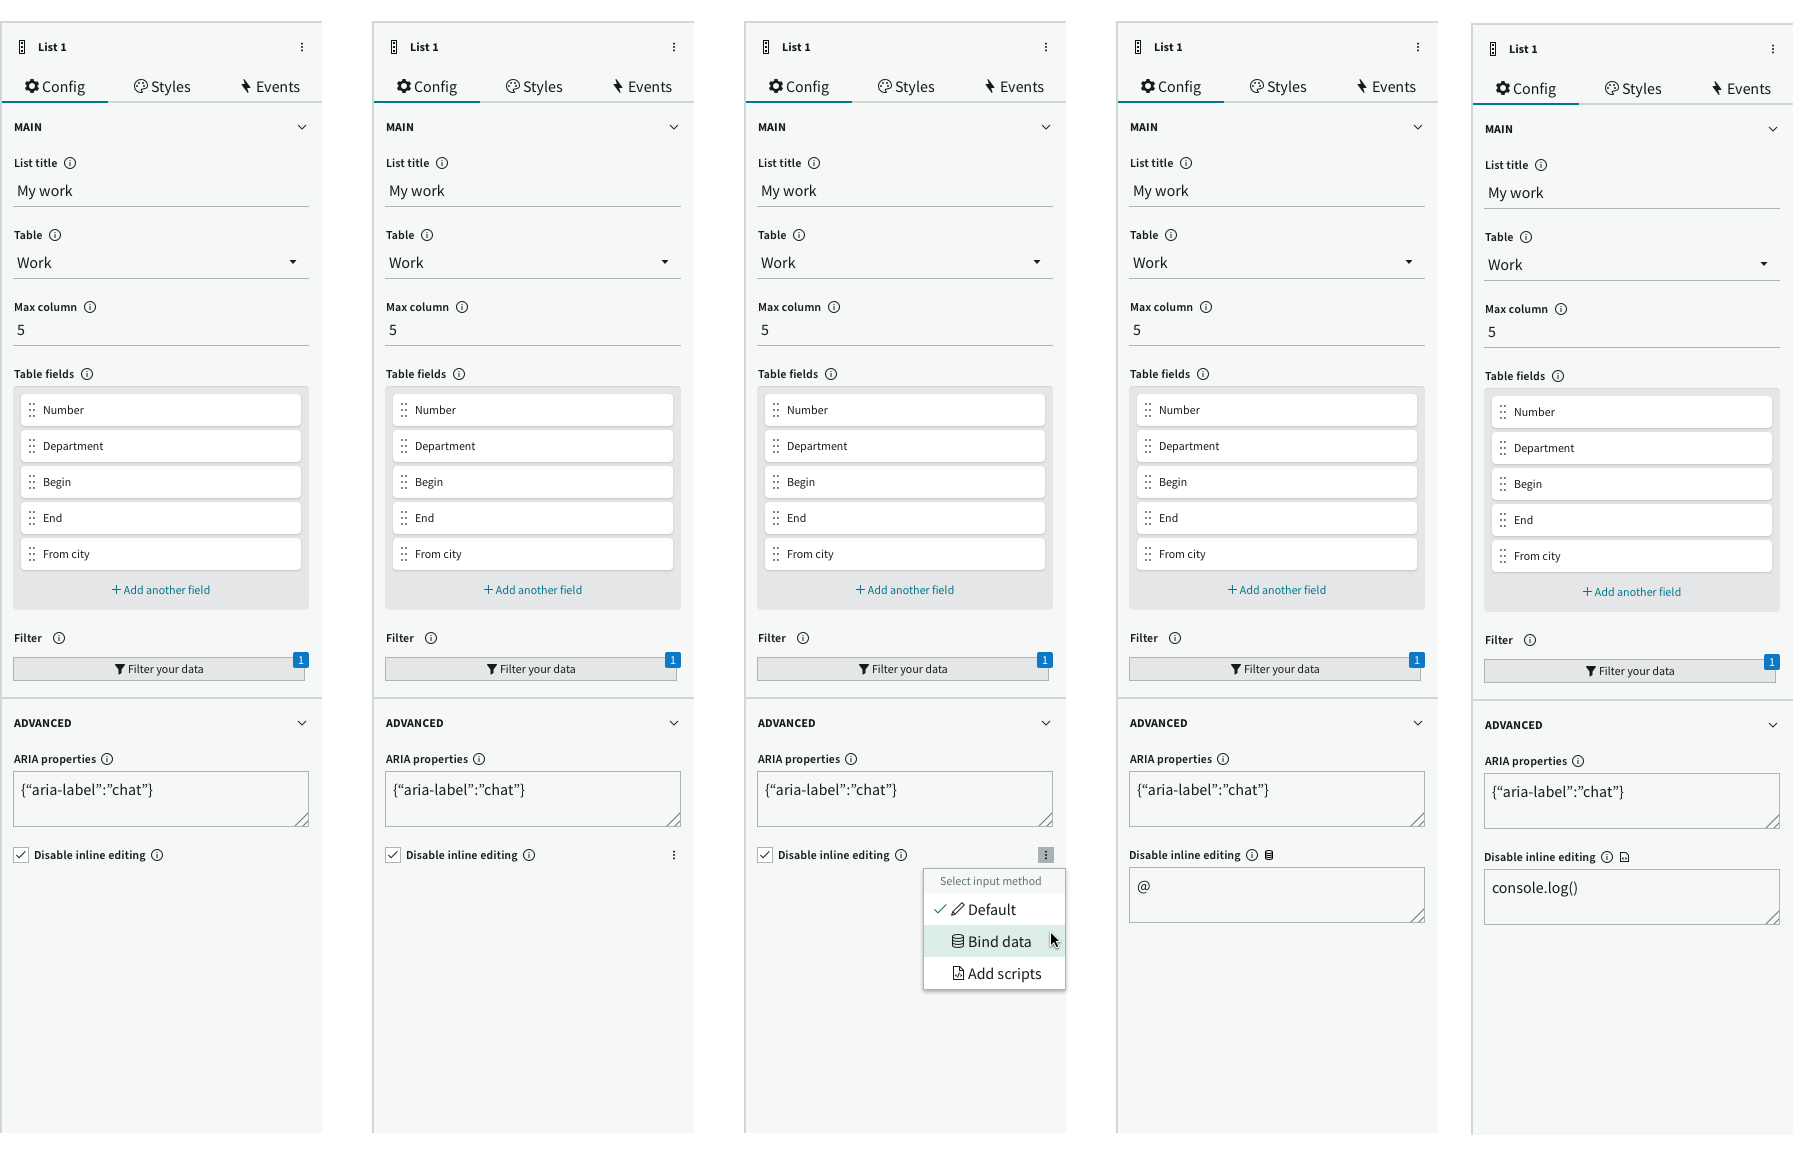 List 1
Config Styles Events
MAIN
List title
My work
Table
Work
Max column
5
Table fields
Number
Department
Begin
End
From city
+ Add another field
Filter
1
Filter your data
ADVANCED
ARIA properties
{“aria-label”:”chat”}
Disable inline editing
List 1
Config Styles Events
MAIN
List title
My work
Table
Work
Max column
5
Table fields
Number
Department
Begin
End
From city
+ Add another field
Filter
1
Filter your data
ADVANCED
ARIA properties
{“aria-label”:”chat”}
Disable inline editing
List 1
Config Styles Events
MAIN
List title
My work
Table
Work
Max column
5
Table fields
Number
Department
Begin
End
From city
+ Add another field
Filter
1
Filter your data
ADVANCED
ARIA properties
{“aria-label”:”chat”}
Disable inline editing
Select input method
Default
Bind data
Add scripts
List 1
Config Styles Events
MAIN
List title
My work
Table
Work
Max column
5
Table fields
Number
Department
Begin
End
From city
+ Add another field
Filter
1
Filter your data
ADVANCED
ARIA properties
{“aria-label”:”chat”}
Disable inline editing
@
List 1
Config Styles Events
MAIN
List title
My work
Table
Work
Max column
5
Table fields
Number
Department
Begin
End
From city
+ Add another field
Filter
1
Filter your data
ADVANCED
ARIA properties
{“aria-label”:”chat”}
Disable inline editing
console.log()